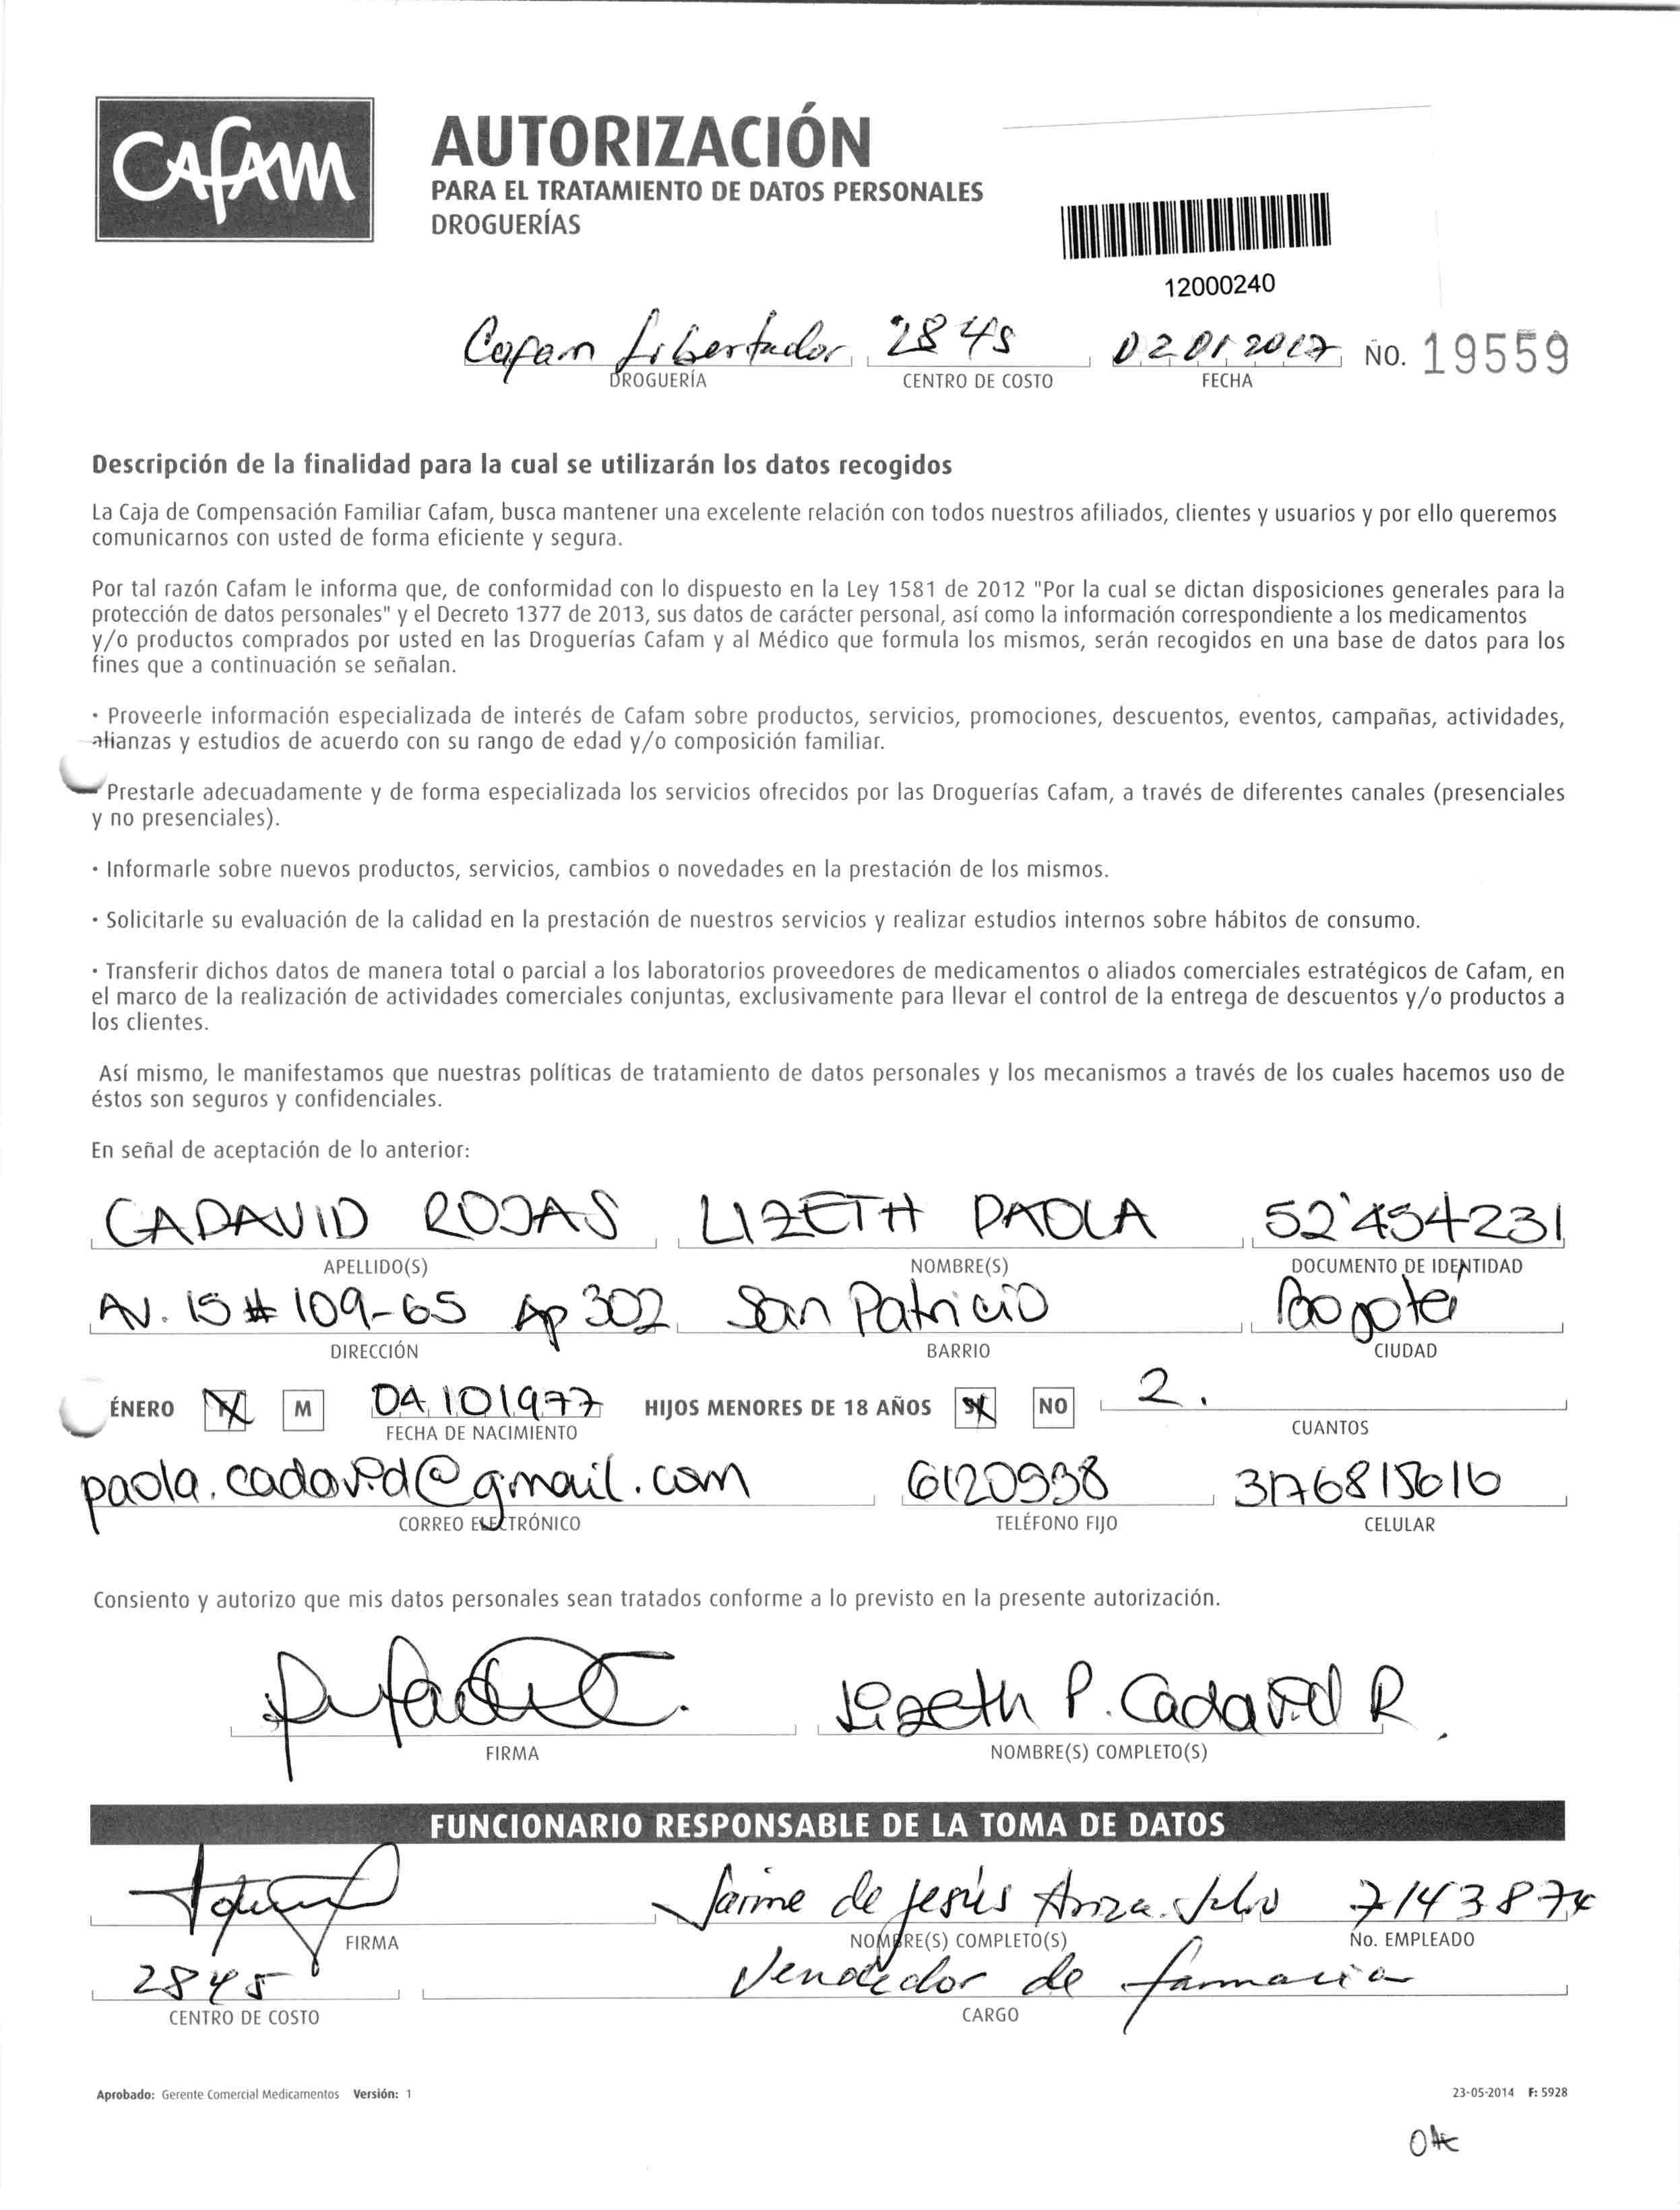 Cafam
AUTORIZACIÓN
PARA EL TRATAMIENTO DE DATOS PERSONALES
DROGUERÍAS
12000240
Cafam Libertador 2845 02 01 2017 No. 19559
DROGUERÍA CENTRO DE COSTO FECHA
Descripción de la finalidad para la cual se utilizarán los datos recogidos
La Caja de Compensación Familiar Cafam, busca mantener una excelente relación con todos nuestros afiliados, clientes y usuarios y por ello queremos
comunicarnos con usted de forma eficiente y segura.
Por tal razón Cafam le informa que, de conformidad con lo dispuesto en la Ley 1581 de 2012 "Por la cual se dictan disposiciones generales para la
protección de datos personales" y el Decreto 1377 de 2013, sus datos de carácter personal, así como la información correspondiente a los medicamentos
y/o productos comprados por usted en las Droguerías Cafam y al Médico que formula los mismos, serán recogidos en una base de datos para los
fines que a continuación se señalan.
· Proveerle información especializada de interés de Cafam sobre productos, servicios, promociones, descuentos, eventos, campañas, actividades,
alianzas y estudios de acuerdo con su rango de edad y/o composición familiar.
Prestarle adecuadamente y de forma especializada los servicios ofrecidos por las Droguerías Cafam, a través de diferentes canales (presenciales
y no presenciales).
· Informarle sobre nuevos productos, servicios, cambios o novedades en la prestación de los mismos.
· Solicitarle su evaluación de la calidad en la prestación de nuestros servicios y realizar estudios internos sobre hábitos de consumo.
· Transferir dichos datos de manera total o parcial a los laboratorios proveedores de medicamentos o aliados comerciales estratégicos de Cafam, en
el marco de la realización de actividades comerciales conjuntas, exclusivamente para llevar el control de la entrega de descuentos y/o productos a
los clientes.
Así mismo, le manifestamos que nuestras políticas de tratamiento de datos personales y los mecanismos a través de los cuales hacemos uso de
éstos son seguros y confidenciales.
En señal de aceptación de lo anterior:
CADAVID ROJAS LIZETH PAOLA 52'454231
APELLIDO(S) NOMBRE(S) DOCUMENTO DE IDENTIDAD
AV. 15 # 109-65 Ap 302 San Patricio Bogota
DIRECCIÓN BARRIO CIUDAD
ÉNERO F M 04 10 1977 HIJOS MENORES DE 18 AÑOS SI NO 2.
FECHA DE NACIMIENTO CUANTOS
paola.cadavid@gmail.com 6120938 3176815616
CORREO ELECTRÓNICO TELÉFONO FIJO CELULAR
Consiento y autorizo que mis datos personales sean tratados conforme a lo previsto en la presente autorización.
Lizeth P. Cadavid R.
FIRMA NOMBRE(S) COMPLETO(S)
FUNCIONARIO RESPONSABLE DE LA TOMA DE DATOS
Jaime de Jesús Ariza 7143874
FIRMA NOMBRE(S) COMPLETO(S) No. EMPLEADO
2845 Vendedor de farmacia
CENTRO DE COSTO CARGO
Aprobado: Gerente Comercial Medicamentos Versión: 1 23-05-2014 F: 5928
OK